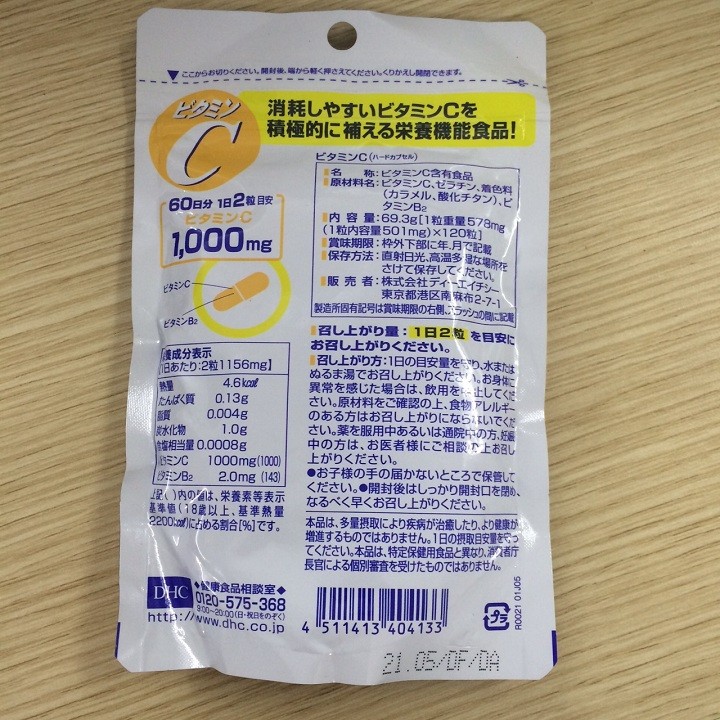 ▼ここからお切りください。開封後、端から軽く押さえてください。くりかえし開閉できます。
ビタミン
C
消耗しやすいビタミンCを
積極的に補える栄養機能食品!
60日分 1日2粒目安
ビタミンC
1,000mg
ビタミンC
ビタミンB2
ビタミンC(ハードカプセル)
■名 称:ビタミンC含有食品
■原材料名:ビタミンC、ゼラチン、着色料
(カラメル、酸化チタン)、ビ
タミンB2
■内 容 量:69.3g[1粒重量578mg
(1粒内容量501mg)×120粒]
■賞味期限:枠外下部に年、月で記載
■保存方法:直射日光、高温多湿な場所を
さけて保存してください。
■販 売 者:株式会社ディーエイチシー
東京都港区南麻布2-7-1
製造所固有記号は賞味期限の右側、スラッシュの間に記載
■召し上がり量:1日2粒を目安に
お召し上がりください。
■召し上がり方:1日の目安量を守り、水または
ぬるま湯でお召し上がりください。お身体に
異常を感じた場合は、飲用を中止してくださ
い。原材料をご確認の上、食物アレルギー
のある方はお召し上がりにならないでくださ
い。薬を服用中あるいは通院中の方、妊娠
中の方は、お医者様にご相談の上お召し
上がりください。
●お子様の手の届かないところで保管して
ください。●開封後はしっかり開封口を閉め、
なるべく早くお召し上がりください。
養成分表示
1日あたり:2粒1156mg]
熱量 4.6kcal
たんぱく質 0.13g
脂質 0.004g
炭水化物 1.0g
食塩相当量 0.0008g
ビタミンC 1000mg(1000)
ビタミンB2 2.0mg(143)
上記( )内の値は、栄養素等表示
基準値(18歳以上、基準熱量
2200kcal)に占める割合[%]です。
本品は、多量摂取により疾病が治癒したり、より健康が
増進するものではありません。1日の摂取目安量を守っ
てください。本品は、特定保健用食品と異なり、消費者庁
長官による個別審査を受けたものではありません。
DHC
◆健康食品相談室◆
0120-575-368
9:00〜20:00(日・祝日をのぞく)
http://www.dhc.co.jp
4 511413 404133
プラ
R0021 01J05
21.05/DF/DA